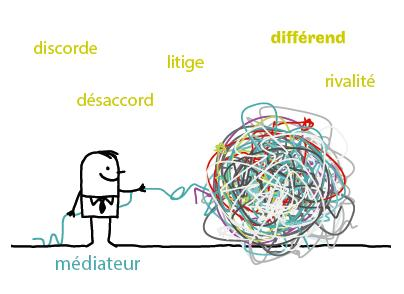 différend
discorde
litige
rivalité
désaccord
médiateur